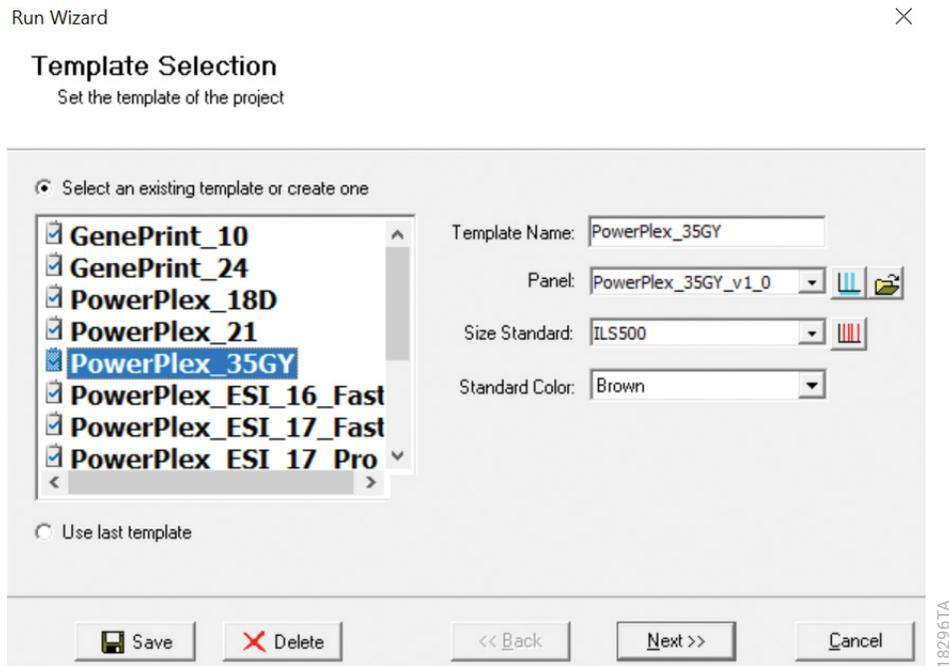 Run Wizard
Template Selection
Set the template of the project
Select an existing template or create one
GenePrint_10
GenePrint_24
PowerPlex_18D
PowerPlex_21
PowerPlex_35GY
PowerPlex_ESI_16_Fast
PowerPlex_ESI_17_Fast
PowerPlex_ESI_17_Pro
Template Name: PowerPlex_35GY
Panel: PowerPlex_35GY_v1_0
Size Standard: ILS500
Standard Color: Brown
Use last template
Save Delete << Back Next >> Cancel
8296TA